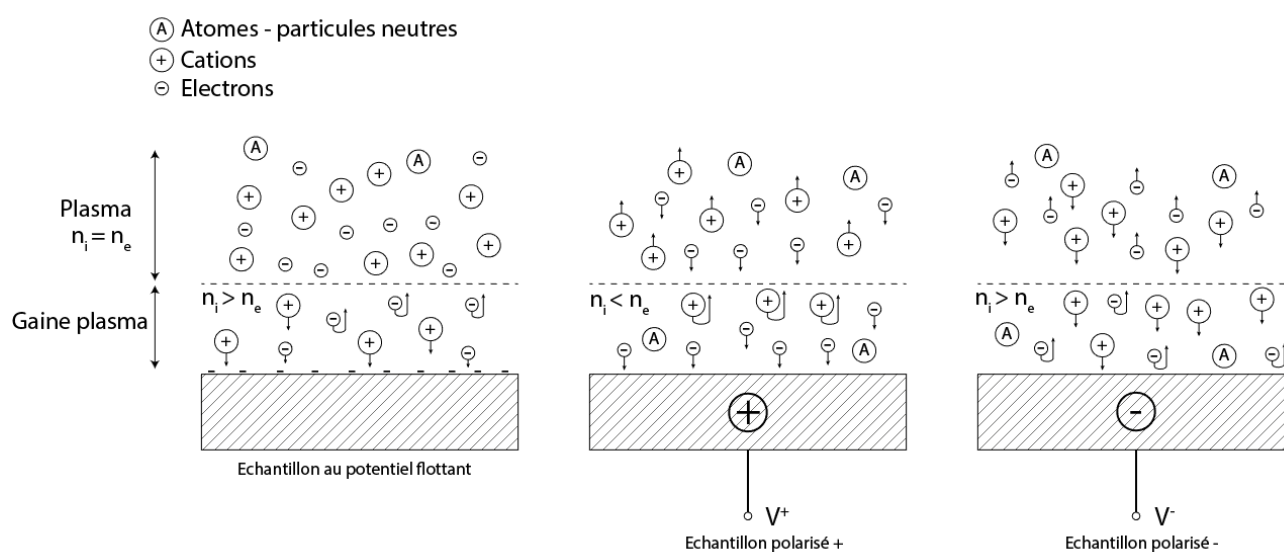 A Atomes - particules neutres
+ Cations
- Electrons
Plasma
n_i = n_e
Gaine plasma
n_i > n_e
n_i < n_e
n_i > n_e
A A
A A
A A
A A
A A
+
-
Echantillon au potentiel flottant
V⁺
V⁻
Echantillon polarisé +
Echantillon polarisé -